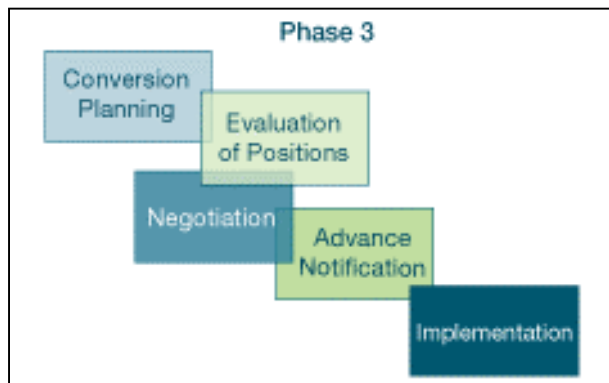 Phase 3
Conversion
Planning
Evaluation
of Positions
Negotiation
Advance
Notification
Implementation